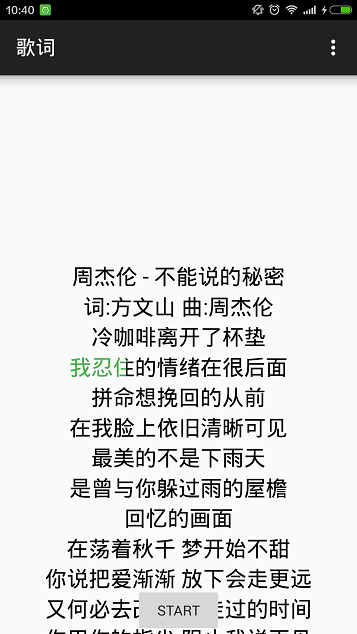 10:40
歌词
周杰伦 - 不能说的秘密
词:方文山 曲:周杰伦
冷咖啡离开了杯垫
我忍住的情绪在很后面
拼命想挽回的从前
在我脸上依旧清晰可见
最美的不是下雨天
是曾与你躲过雨的屋檐
回忆的画面
在荡着秋千 梦开始不甜
你说把爱渐渐 放下会走更远
又何必去 走过的时间
START